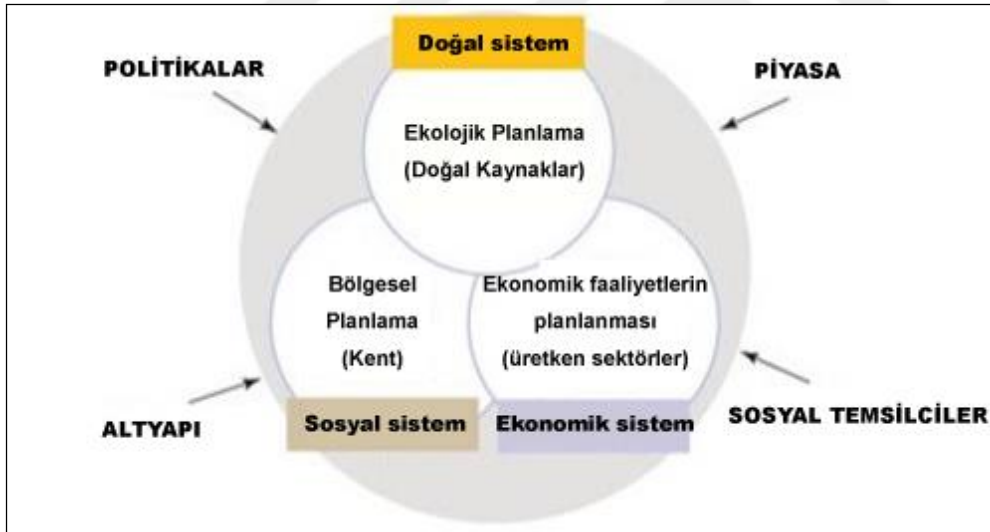 Doğal sistem
POLİTİKALAR
PİYASA
Ekolojik Planlama
(Doğal Kaynaklar)
Bölgesel
Planlama
(Kent)
Ekonomik faaliyetlerin
planlanması
(üretken sektörler)
ALTYAPI
Sosyal sistem
Ekonomik sistem
SOSYAL TEMSİLCİLER